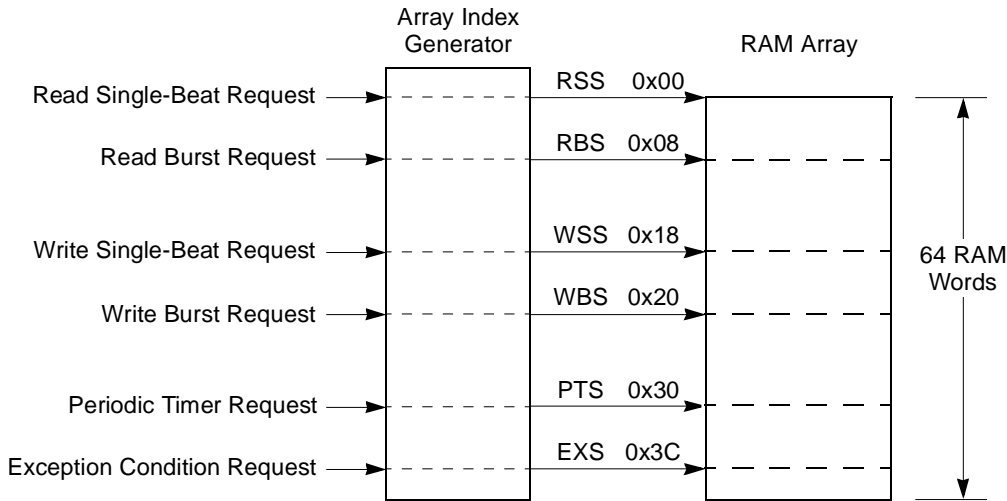 Array Index
Generator
RAM Array
Read Single-Beat Request
RSS 0x00
Read Burst Request
RBS 0x08
Write Single-Beat Request
WSS 0x18
64 RAM
Words
Write Burst Request
WBS 0x20
Periodic Timer Request
PTS 0x30
Exception Condition Request
EXS 0x3C